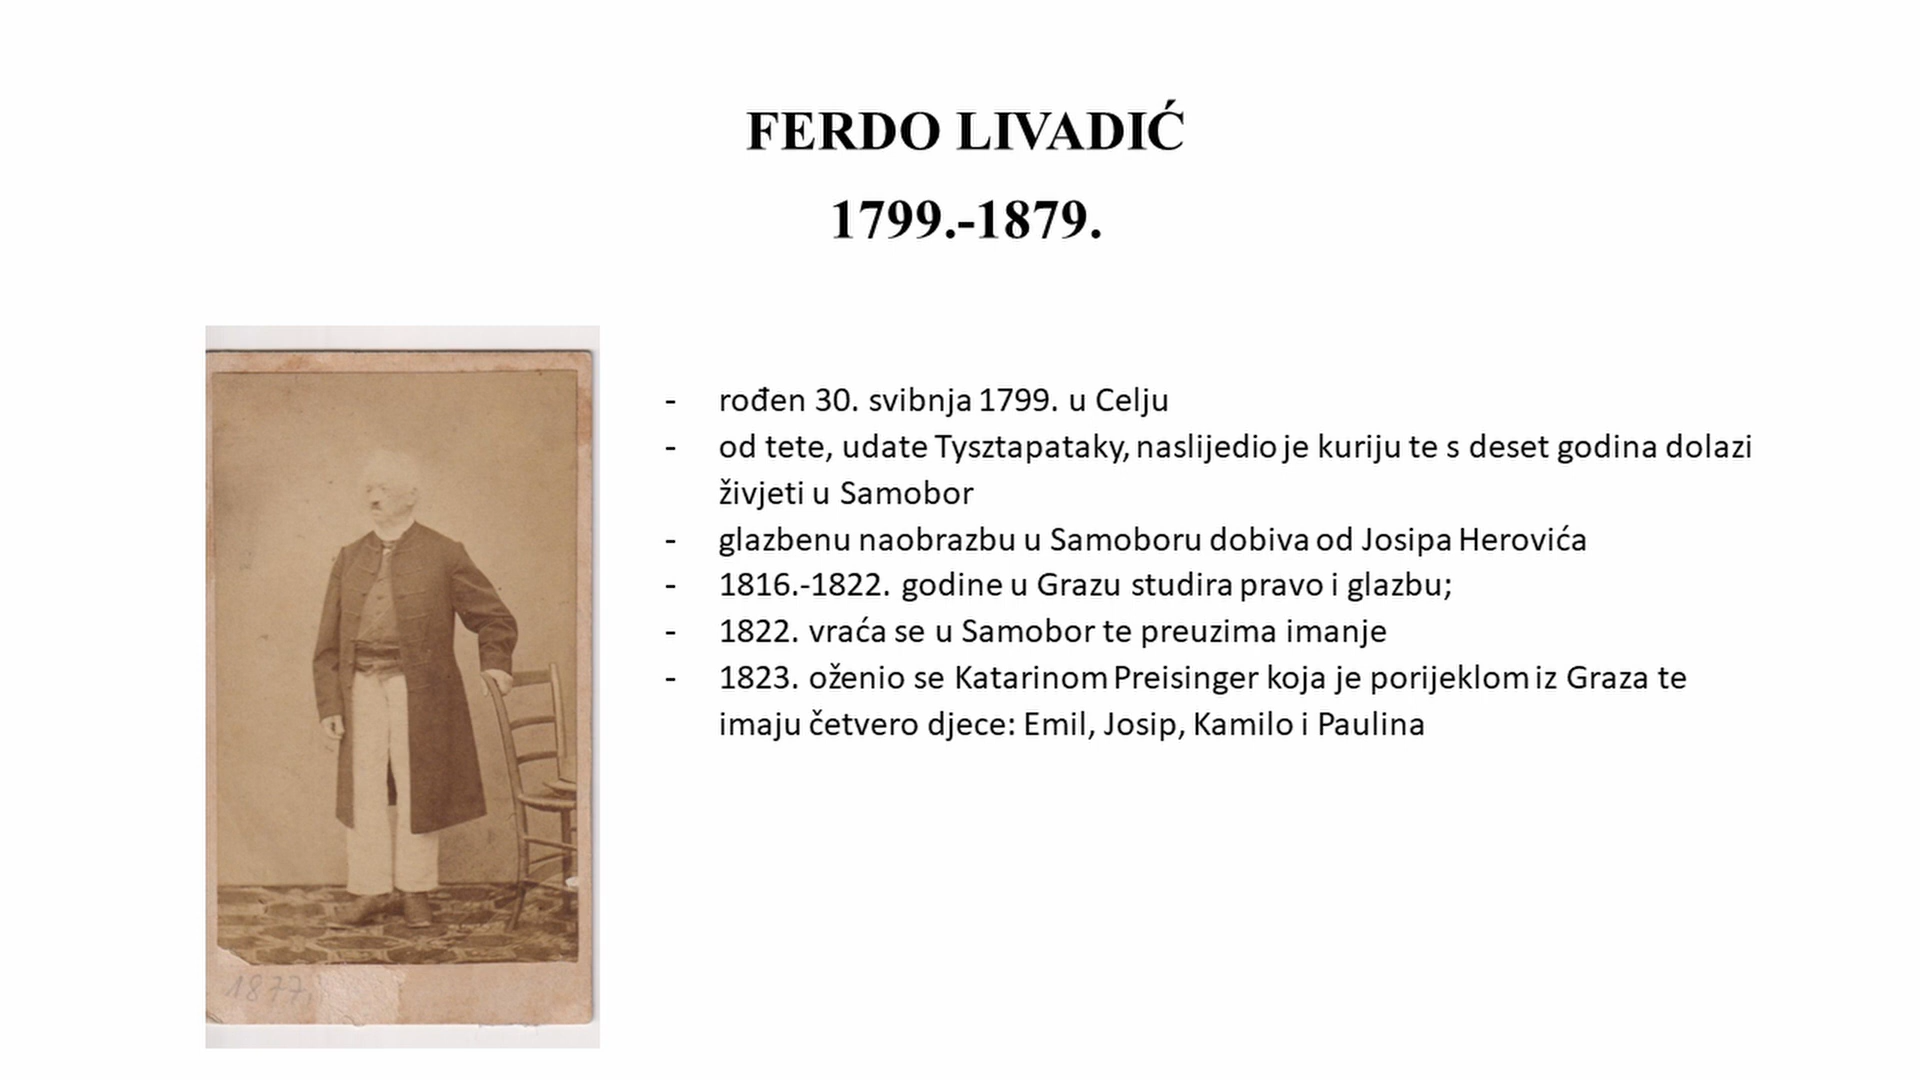 FERDO LIVADIĆ
1799.-1879.
- rođen 30. svibnja 1799. u Celju
- od tete, udate Tysztapataky, naslijedio je kuriju te s deset godina dolazi
živjeti u Samobor
- glazbenu naobrazbu u Samoboru dobiva od Josipa Herovića
- 1816.-1822. godine u Grazu studira pravo i glazbu;
- 1822. vraća se u Samobor te preuzima imanje
- 1823. oženio se Katarinom Preisinger koja je porijeklom iz Graza te
imaju četvero djece: Emil, Josip, Kamilo i Paulina
1877.